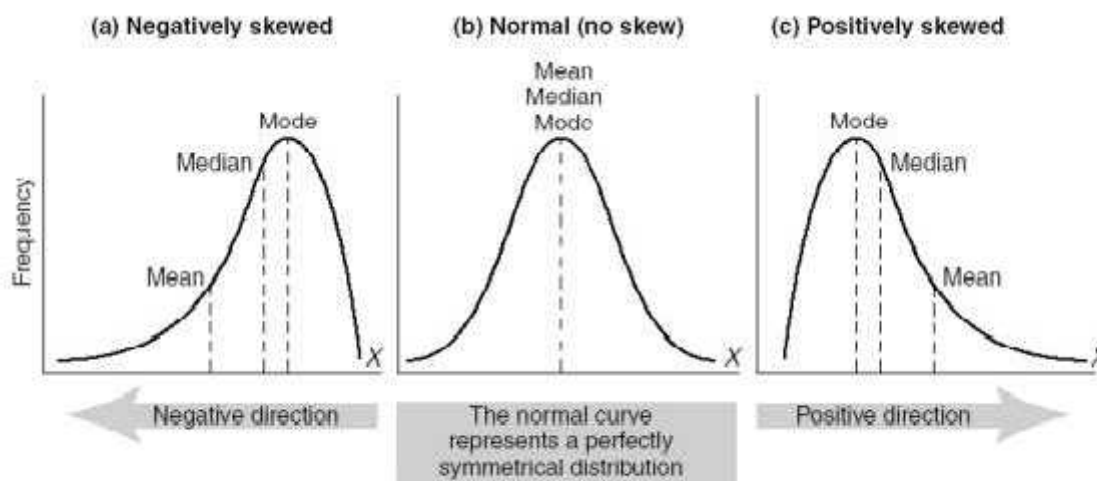 (a) Negatively skewed
(b) Normal (no skew)
(c) Positively skewed
Frequency
Mode
Median
Mean
X
Mean
Median
Mode
X
Mode
Median
Mean
X
Negative direction
The normal curve
represents a perfectly
symmetrical distribution
Positive direction